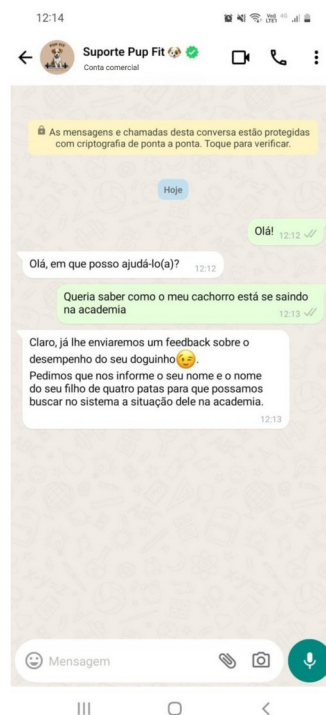 12:14
PUP FIT
Suporte Pup Fit 🐶
Conta comercial
As mensagens e chamadas desta conversa estão protegidas
com criptografia de ponta a ponta. Toque para verificar.
Hoje
Olá! 12:12
Olá, em que posso ajudá-lo(a)? 12:12
Queria saber como o meu cachorro está se saindo
na academia 12:13
Claro, já lhe enviaremos um feedback sobre o
desempenho do seu doguinho😉.
Pedimos que nos informe o seu nome e o nome
do seu filho de quatro patas para que possamos
buscar no sistema a situação dele na academia.
12:13
Mensagem